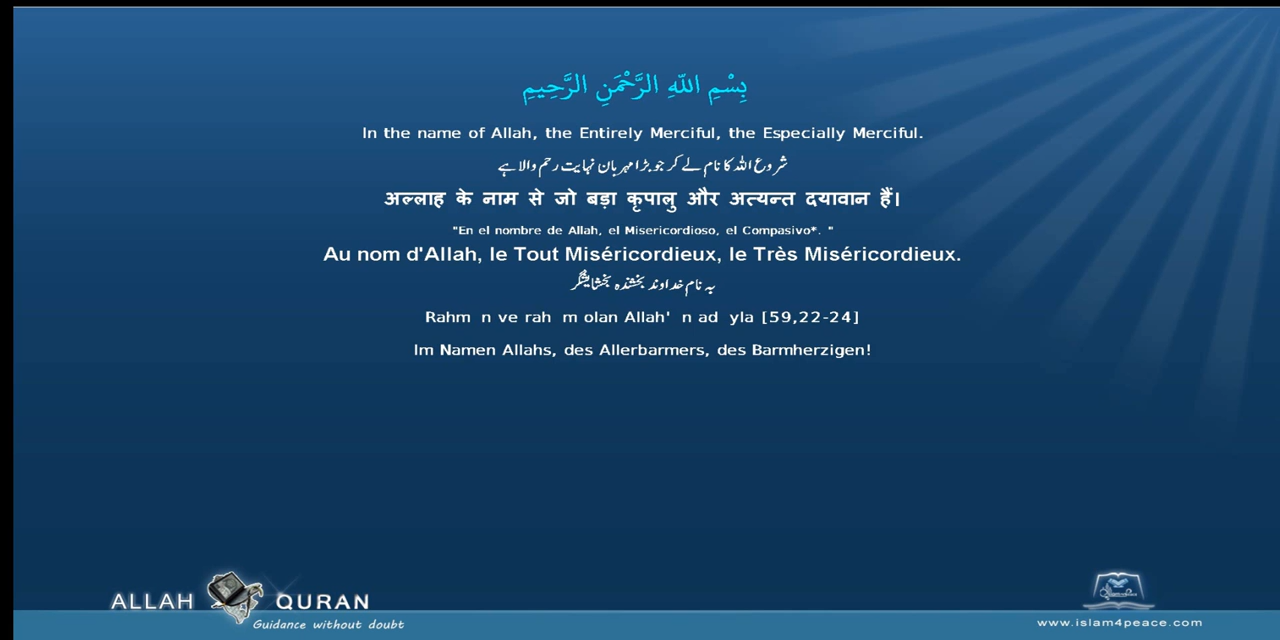 بِسْمِ اللّهِ الرَّحْمَنِ الرَّحِيمِ
In the name of Allah, the Entirely Merciful, the Especially Merciful.
شروع الله کا نام لے کر جو بڑا مہربان نہایت رحم والا ہے
अल्लाह के नाम से जो बड़ा कृपालु और अत्यन्त दयावान हैं।
"En el nombre de Allah, el Misericordioso, el Compasivo*. "
Au nom d'Allah, le Tout Miséricordieux, le Très Miséricordieux.
به نام خداوند بخشنده بخشایشگر
Rahm n ve rah m olan Allah' n ad yla [59,22-24]
Im Namen Allahs, des Allerbarmers, des Barmherzigen!
ALLAH QURAN
Guidance without doubt
www.islam4peace.com